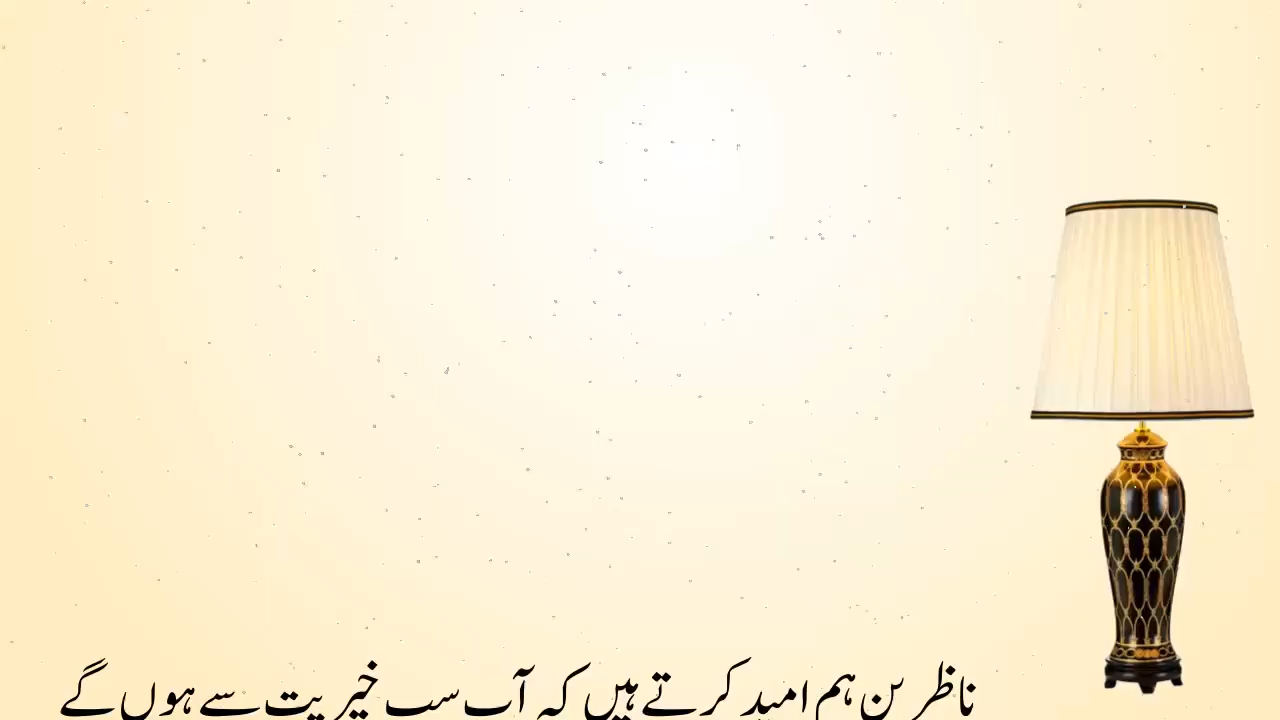 ناظرین ہم امید کرتے ہیں کہ آپ سب خیریت سے ہوں گے